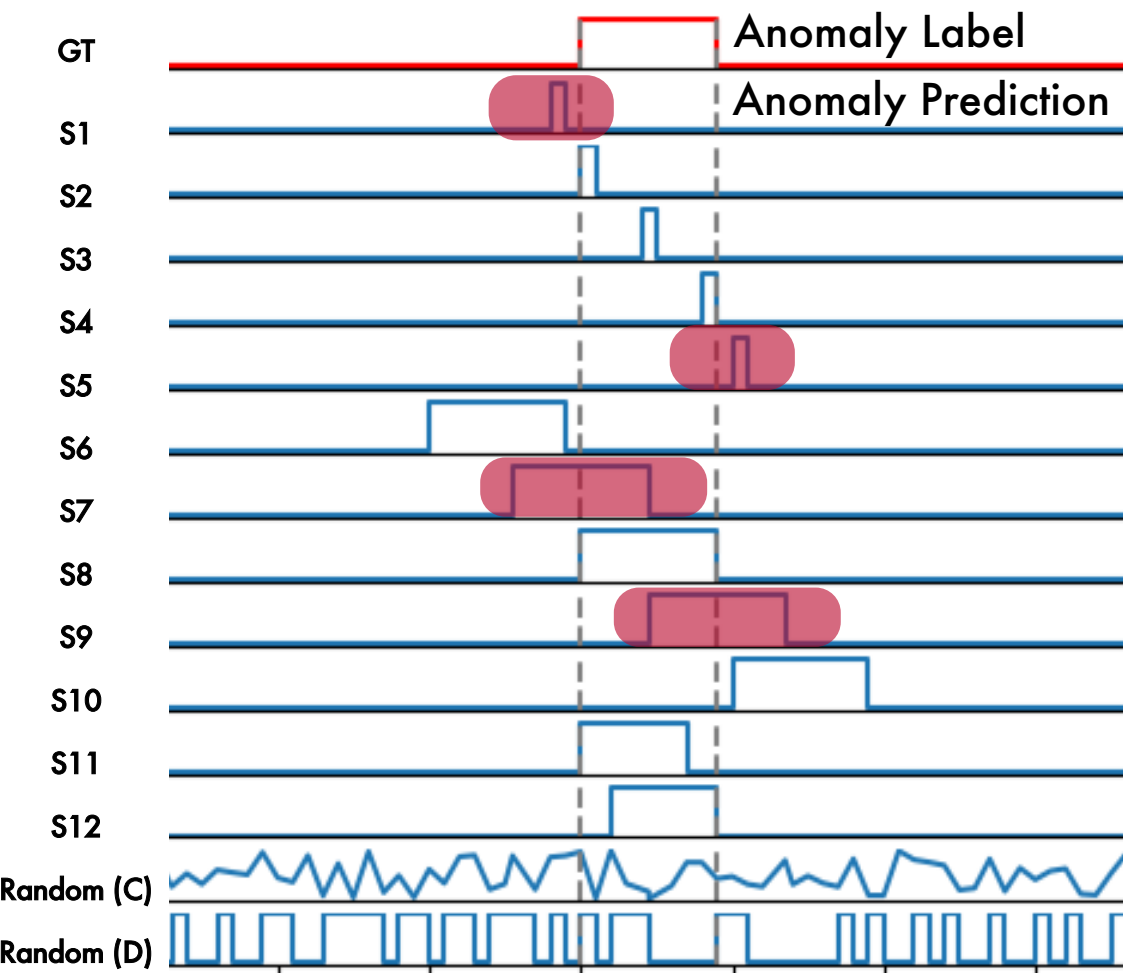 GT
Anomaly Label
Anomaly Prediction
S1
S2
S3
S4
S5
S6
S7
S8
S9
S10
S11
S12
Random (C)
Random (D)